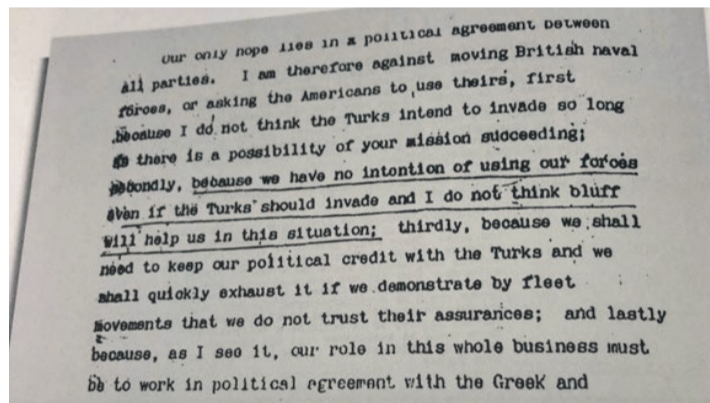 Our only hope lies in a political agreement between
all parties. I am therefore against moving British naval
forces, or asking the Americans to use theirs, first
because I do not think the Turks intend to invade so long
as there is a possibility of your mission succeeding;
secondly, because we have no intention of using our forces
even if the Turks should invade and I do not think bluff
will help us in this situation; thirdly, because we shall
need to keep our political credit with the Turks and we
shall quickly exhaust it if we demonstrate by fleet
movements that we do not trust their assurances; and lastly
because, as I see it, our role in this whole business must
be to work in political agreement with the Greek and